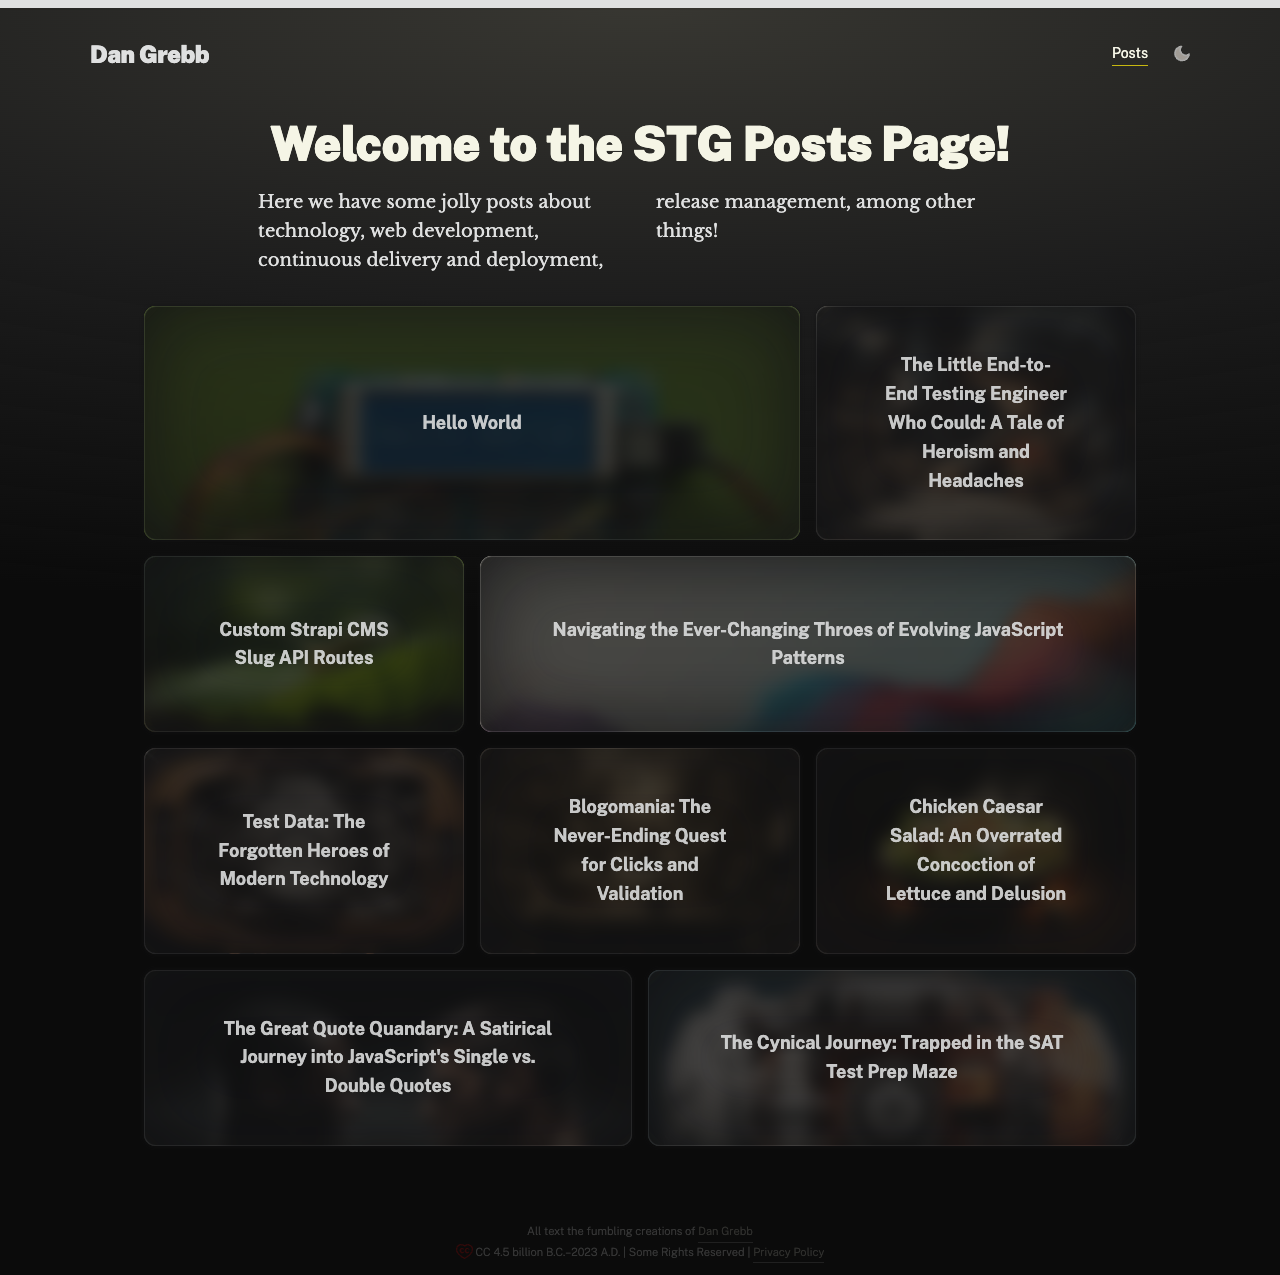 Dan Grebb
Posts
Welcome to the STG Posts Page!
Here we have some jolly posts about
technology, web development,
continuous delivery and deployment,
release management, among other
things!
Hello World
The Little End-to-
End Testing Engineer
Who Could: A Tale of
Heroism and
Headaches
Custom Strapi CMS
Slug API Routes
Navigating the Ever-Changing Throes of Evolving JavaScript
Patterns
Test Data: The
Forgotten Heroes of
Modern Technology
Blogomania: The
Never-Ending Quest
for Clicks and
Validation
Chicken Caesar
Salad: An Overrated
Concoction of
Lettuce and Delusion
The Great Quote Quandary: A Satirical
Journey into JavaScript's Single vs.
Double Quotes
The Cynical Journey: Trapped in the SAT
Test Prep Maze
All text the fumbling creations of Dan Grebb
CC 4.5 billion B.C.–2023 A.D. | Some Rights Reserved | Privacy Policy